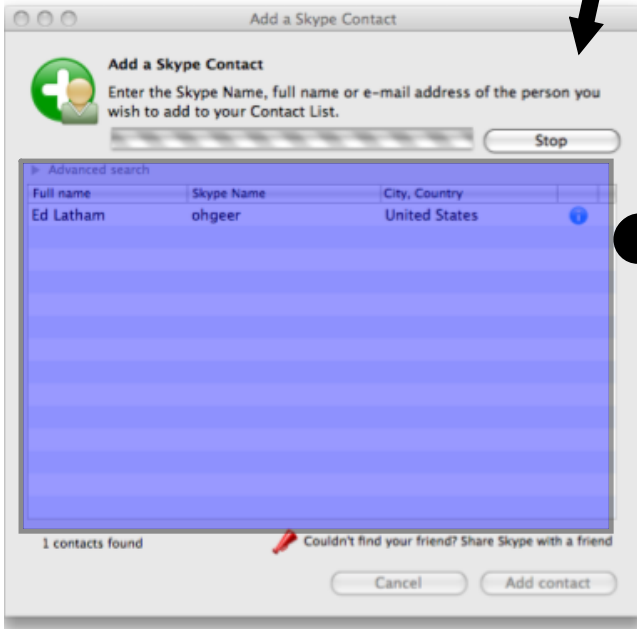 Add a Skype Contact
Add a Skype Contact
Enter the Skype Name, full name or e-mail address of the person you
wish to add to your Contact List.
Stop
Advanced search
Full name Skype Name City, Country
Ed Latham ohgeer United States
1 contacts found Couldn't find your friend? Share Skype with a friend
Cancel Add contact